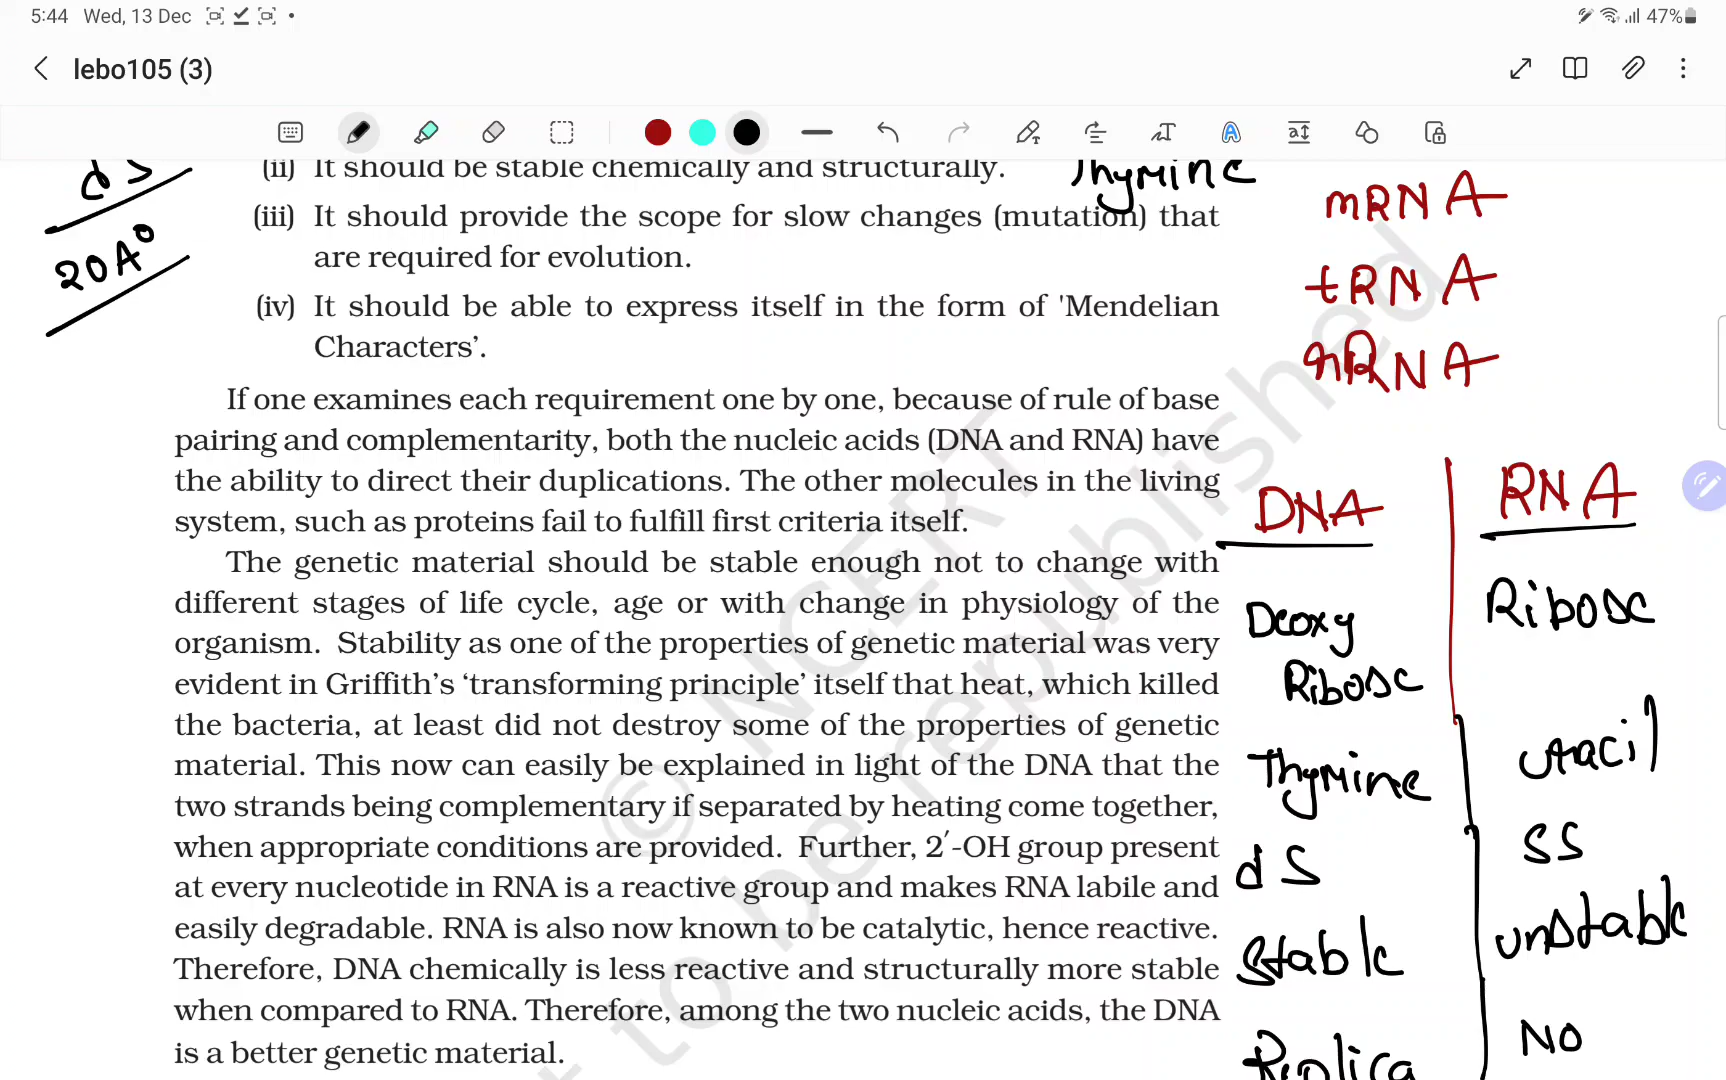 5:44 Wed, 13 Dec
47%
lebo105 (3)
ds
20A°
(ii) It should be stable chemically and structurally.
Thymine
(iii) It should provide the scope for slow changes (mutation) that
are required for evolution.
(iv) It should be able to express itself in the form of 'Mendelian
Characters’.
mRNA
tRNA
rRNA
If one examines each requirement one by one, because of rule of base
pairing and complementarity, both the nucleic acids (DNA and RNA) have
the ability to direct their duplications. The other molecules in the living
system, such as proteins fail to fulfill first criteria itself.
The genetic material should be stable enough not to change with
different stages of life cycle, age or with change in physiology of the
organism. Stability as one of the properties of genetic material was very
evident in Griffith’s ‘transforming principle’ itself that heat, which killed
the bacteria, at least did not destroy some of the properties of genetic
material. This now can easily be explained in light of the DNA that the
two strands being complementary if separated by heating come together,
when appropriate conditions are provided. Further, 2′-OH group present
at every nucleotide in RNA is a reactive group and makes RNA labile and
easily degradable. RNA is also now known to be catalytic, hence reactive.
Therefore, DNA chemically is less reactive and structurally more stable
when compared to RNA. Therefore, among the two nucleic acids, the DNA
is a better genetic material.
DNA RNA
Deoxy Ribose
Ribose
Thymine Uracil
ds SS
Stable unstable
Replica NO
© NCERT
not to be republished